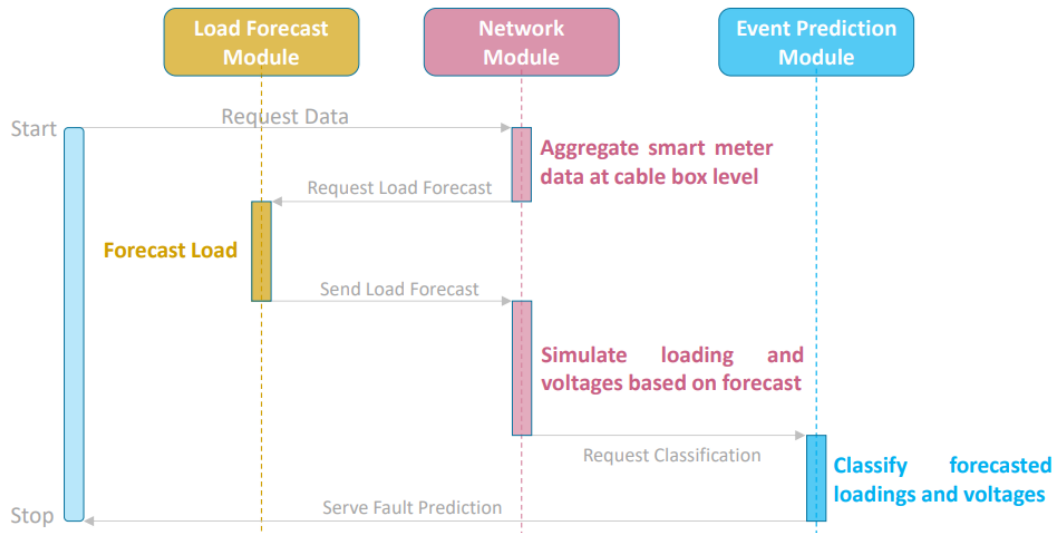 Load Forecast
Module
Network
Module
Event Prediction
Module
Start
Request Data
Aggregate smart meter
data at cable box level
Request Load Forecast
Forecast Load
Send Load Forecast
Simulate loading and
voltages based on forecast
Request Classification
Classify forecasted
loadings and voltages
Stop
Serve Fault Prediction